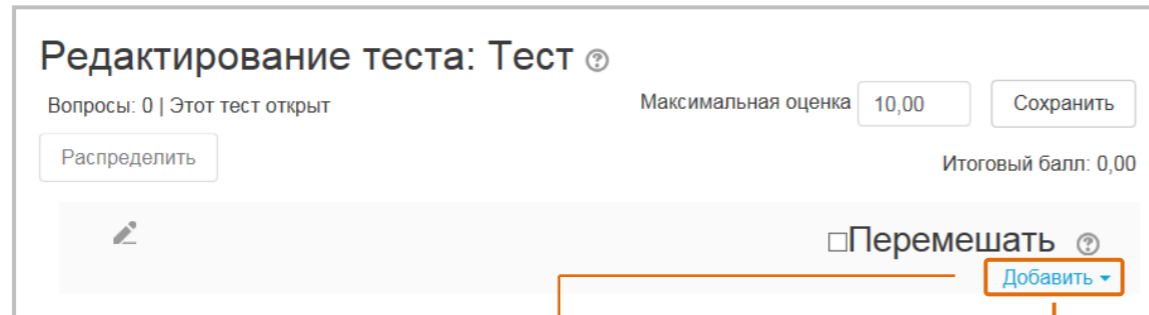 Редактирование теста: Тест
Вопросы: 0 | Этот тест открыт
Максимальная оценка 10,00 Сохранить
Распределить
Итоговый балл: 0,00
Перемешать
Добавить